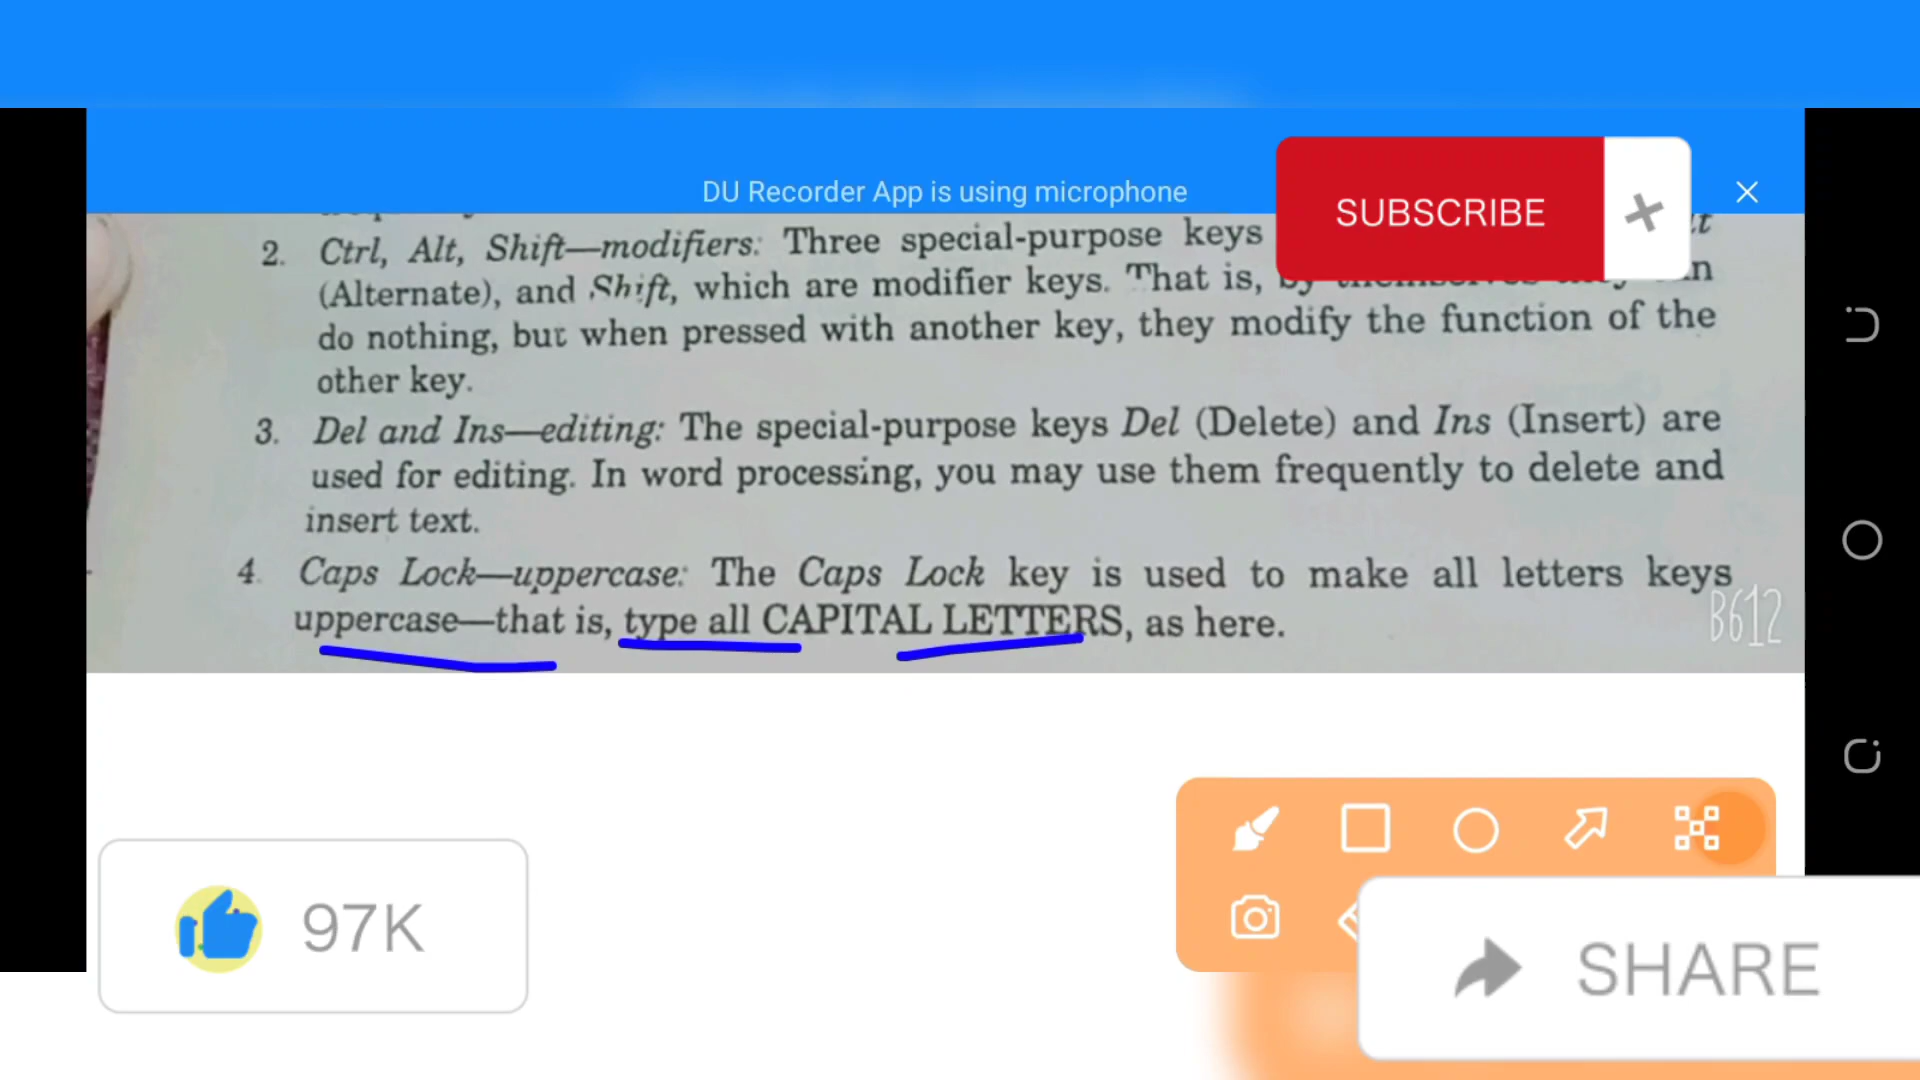 DU Recorder App is using microphone
SUBSCRIBE
2. Ctrl, Alt, Shift—modifiers: Three special-purpose keys
(Alternate), and Shift, which are modifier keys. That is, by themselves they
do nothing, but when pressed with another key, they modify the function of the
other key.
3. Del and Ins—editing: The special-purpose keys Del (Delete) and Ins (Insert) are
used for editing. In word processing, you may use them frequently to delete and
insert text.
4. Caps Lock—uppercase: The Caps Lock key is used to make all letters keys
uppercase—that is, type all CAPITAL LETTERS, as here.
B612
97K
SHARE